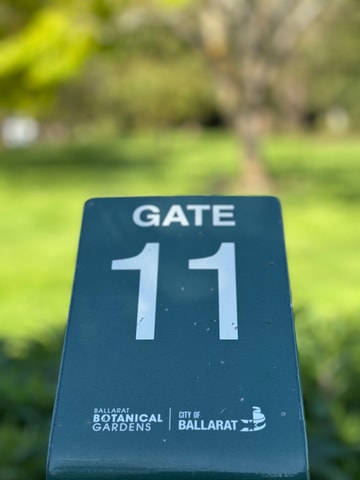 GATE
11
BALLARAT
BOTANICAL
GARDENS
CITY OF
BALLARAT